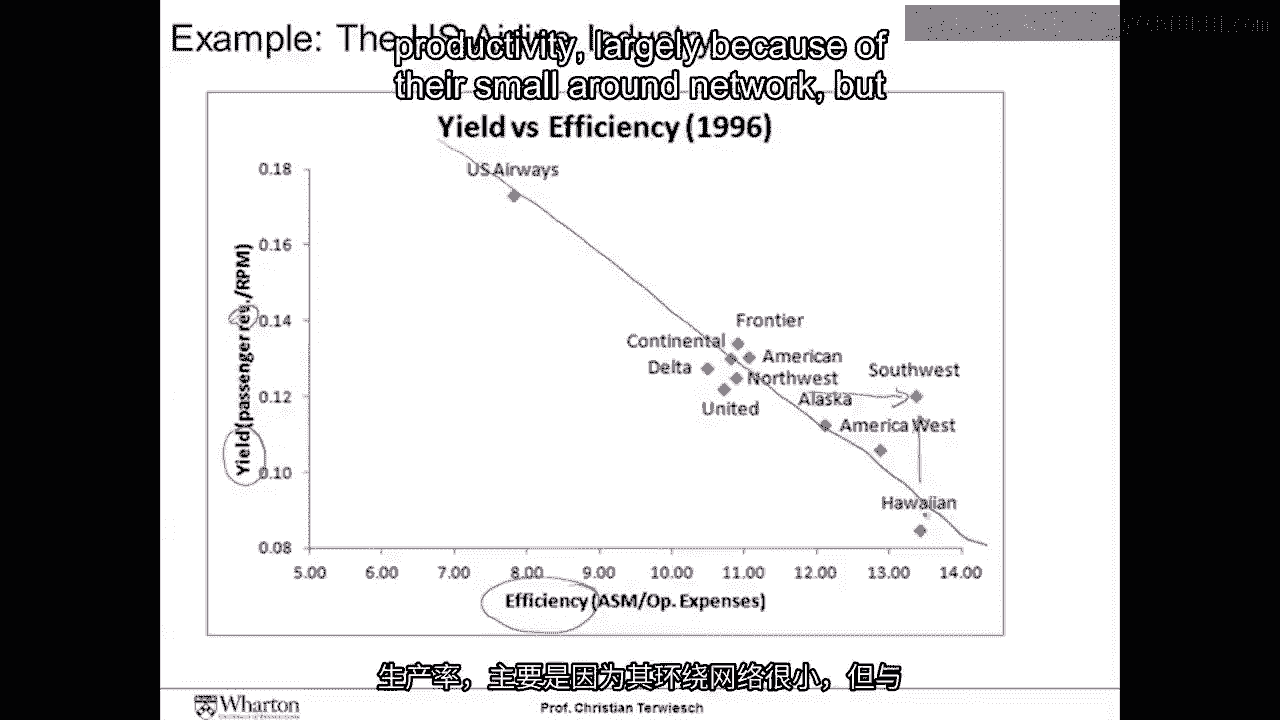 Example: The US Airline Industry
productivity, largely because of
their small around network, but
Yield vs Efficiency (1996)
0.18
0.16
0.14
0.12
0.10
0.08
Yield (passenger rev./RPM)
US Airways
Frontier
Continental
American
Delta
Northwest
Southwest
United
Alaska
America West
Hawaiian
5.00 6.00 7.00 8.00 9.00 10.00 11.00 12.00 13.00 14.00
Efficiency (ASM/Op. Expenses)
生产率，主要是因为其环绕网络很小，但与
Wharton
Prof. Christian Terwiesch